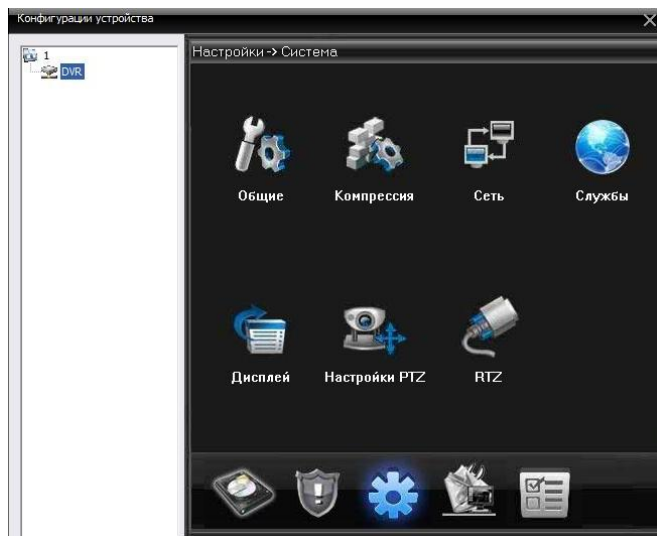 Конфигурации устройства
1
DVR
Настройки -> Система
Общие
Компрессия
Сеть
Службы
Дисплей
Настройки PTZ
RTZ